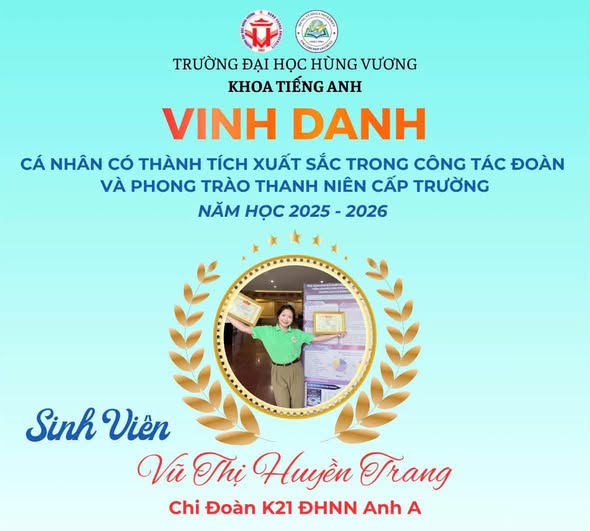 TRƯỜNG ĐẠI HỌC HÙNG VƯƠNG
KHOA TIẾNG ANH
VINH DANH
CÁ NHÂN CÓ THÀNH TÍCH XUẤT SẮC TRONG CÔNG TÁC ĐOÀN
VÀ PHONG TRÀO THANH NIÊN CẤP TRƯỜNG
NĂM HỌC 2025 - 2026
Sinh Viên
Vũ Thị Huyền Trang
Chi Đoàn K21 ĐHNN Anh A